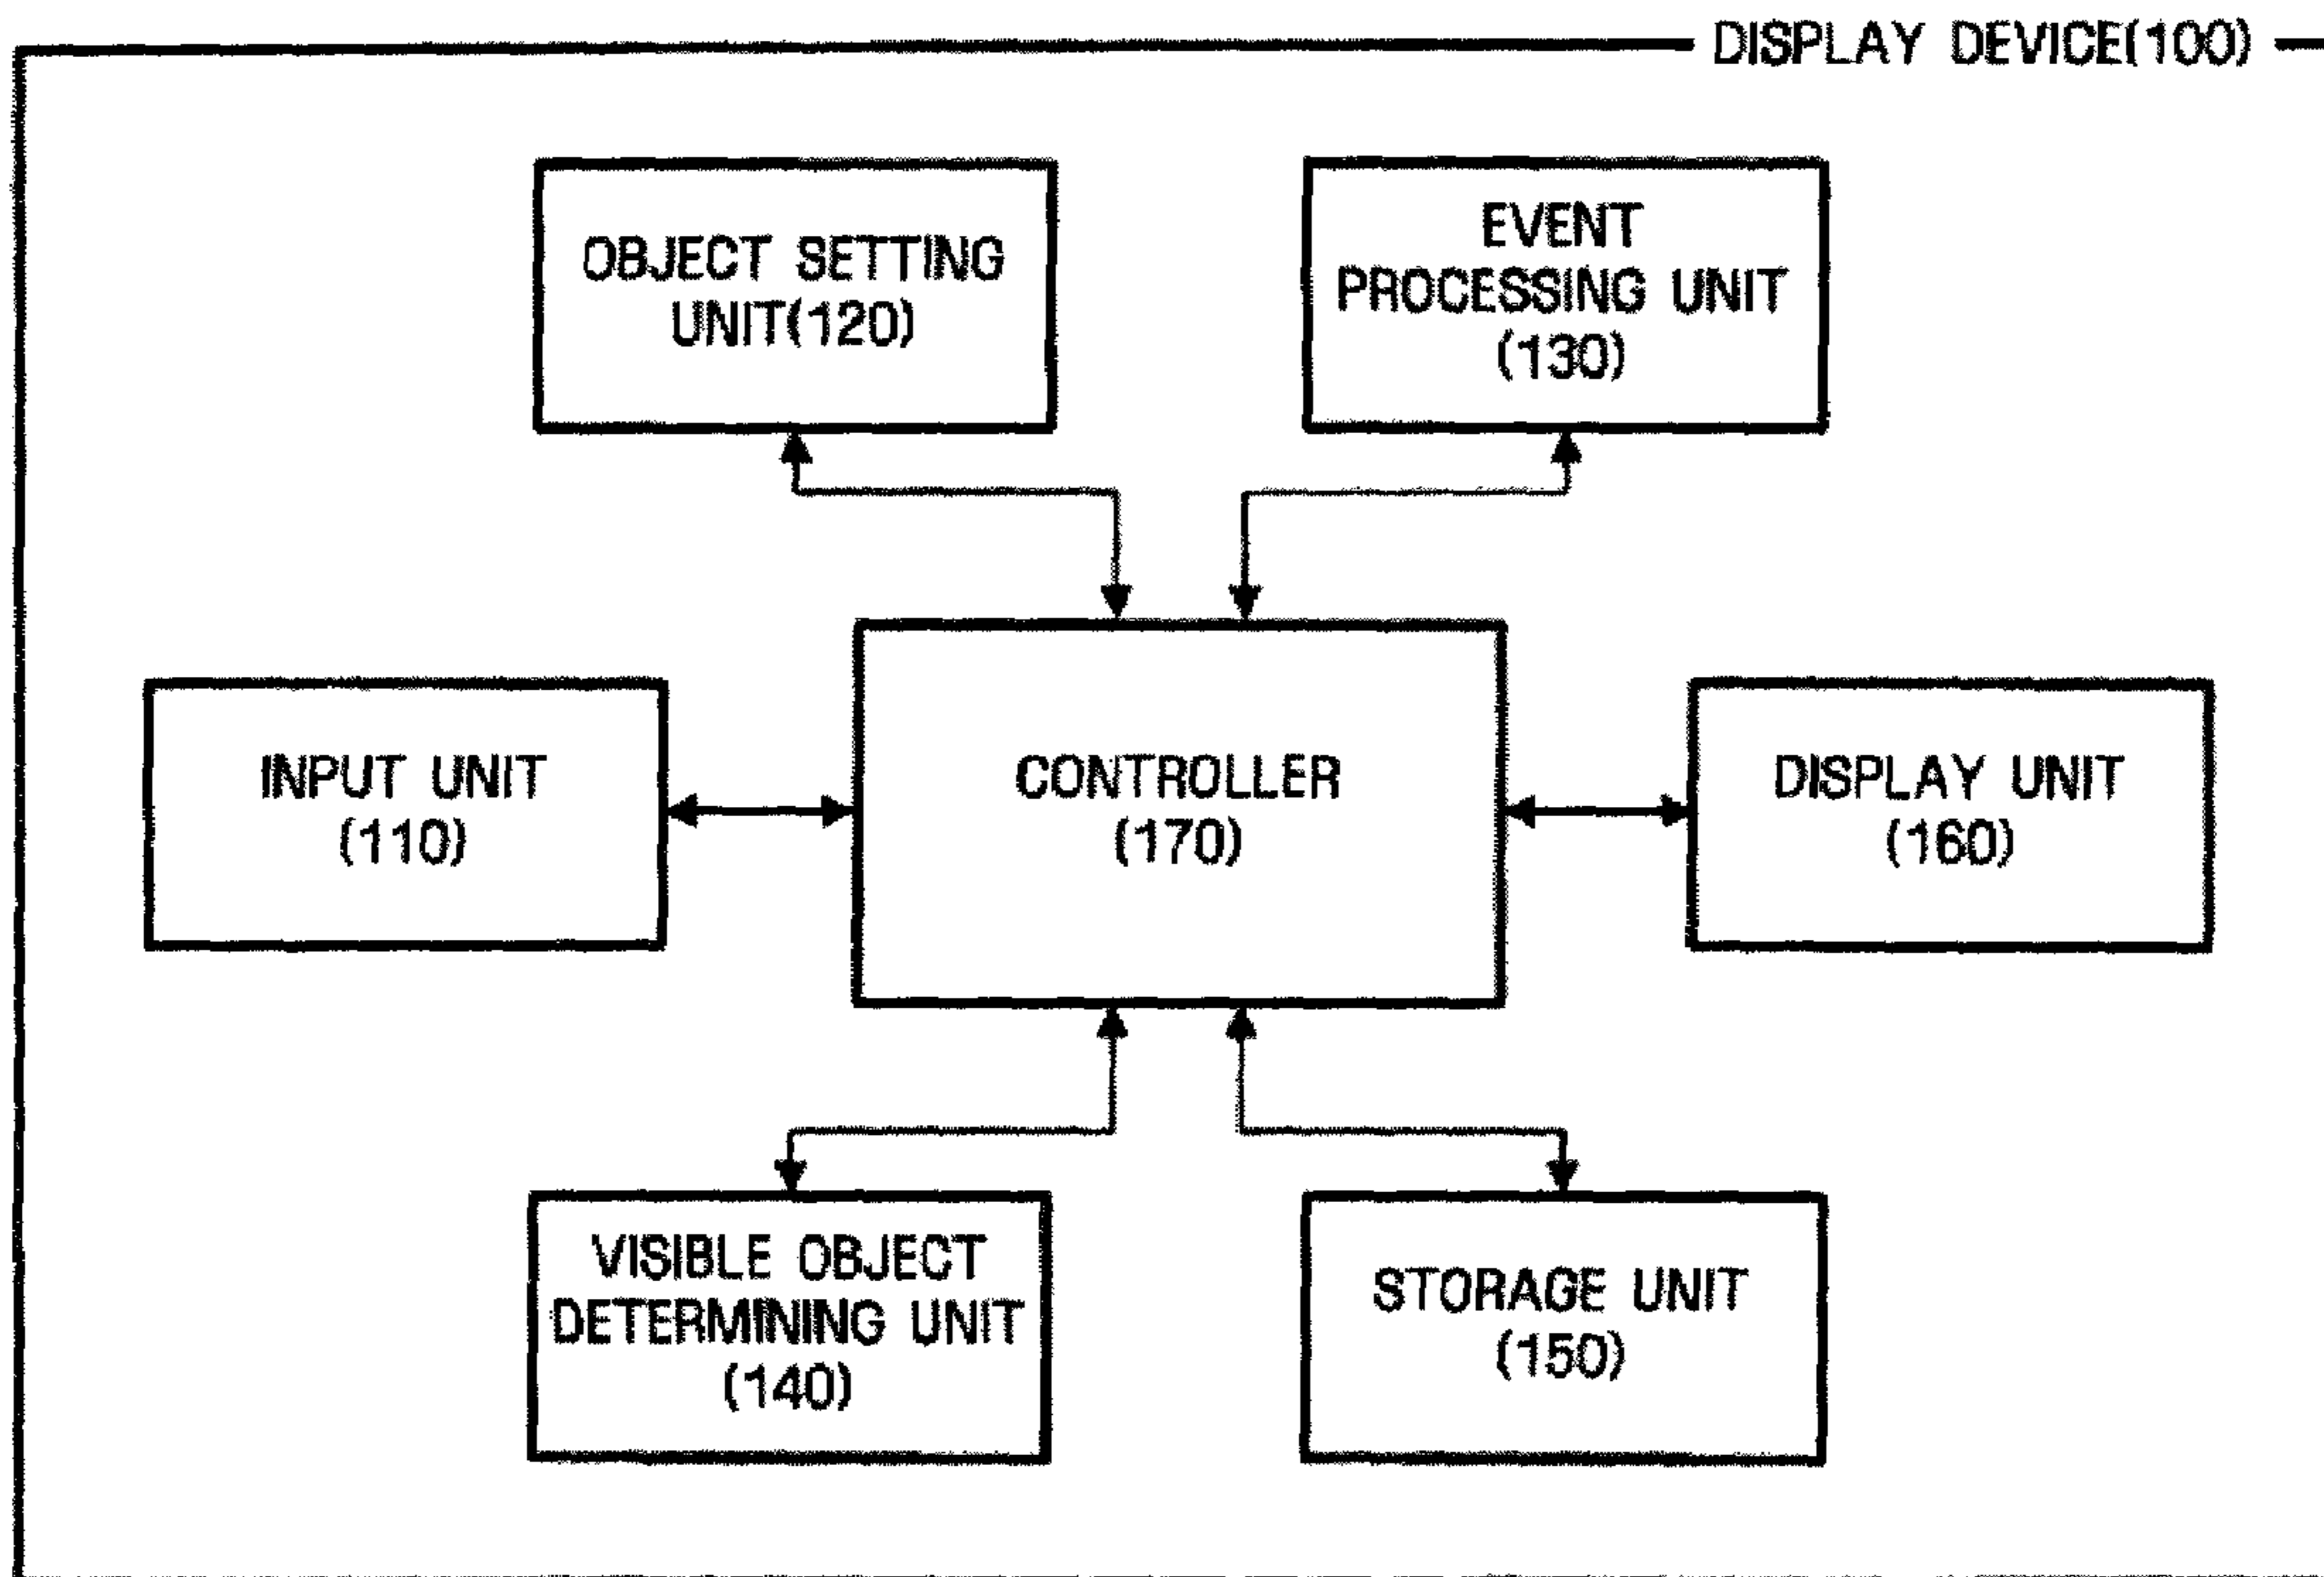 DISPLAY DEVICE(100)
OBJECT SETTING
UNIT(120)
EVENT
PROCESSING UNIT
(130)
INPUT UNIT
(110)
CONTROLLER
(170)
DISPLAY UNIT
(160)
VISIBLE OBJECT
DETERMINING UNIT
(140)
STORAGE UNIT
(150)